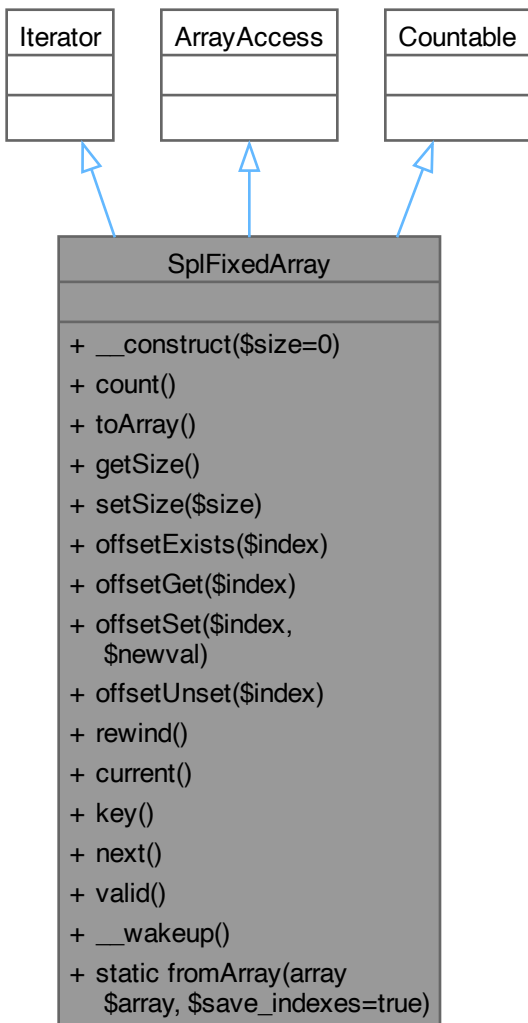 Iterator
ArrayAccess
Countable
SplFixedArray
+ __construct($size=0)
+ count()
+ toArray()
+ getSize()
+ setSize($size)
+ offsetExists($index)
+ offsetGet($index)
+ offsetSet($index,
$newval)
+ offsetUnset($index)
+ rewind()
+ current()
+ key()
+ next()
+ valid()
+ __wakeup()
+ static fromArray(array
$array, $save_indexes=true)